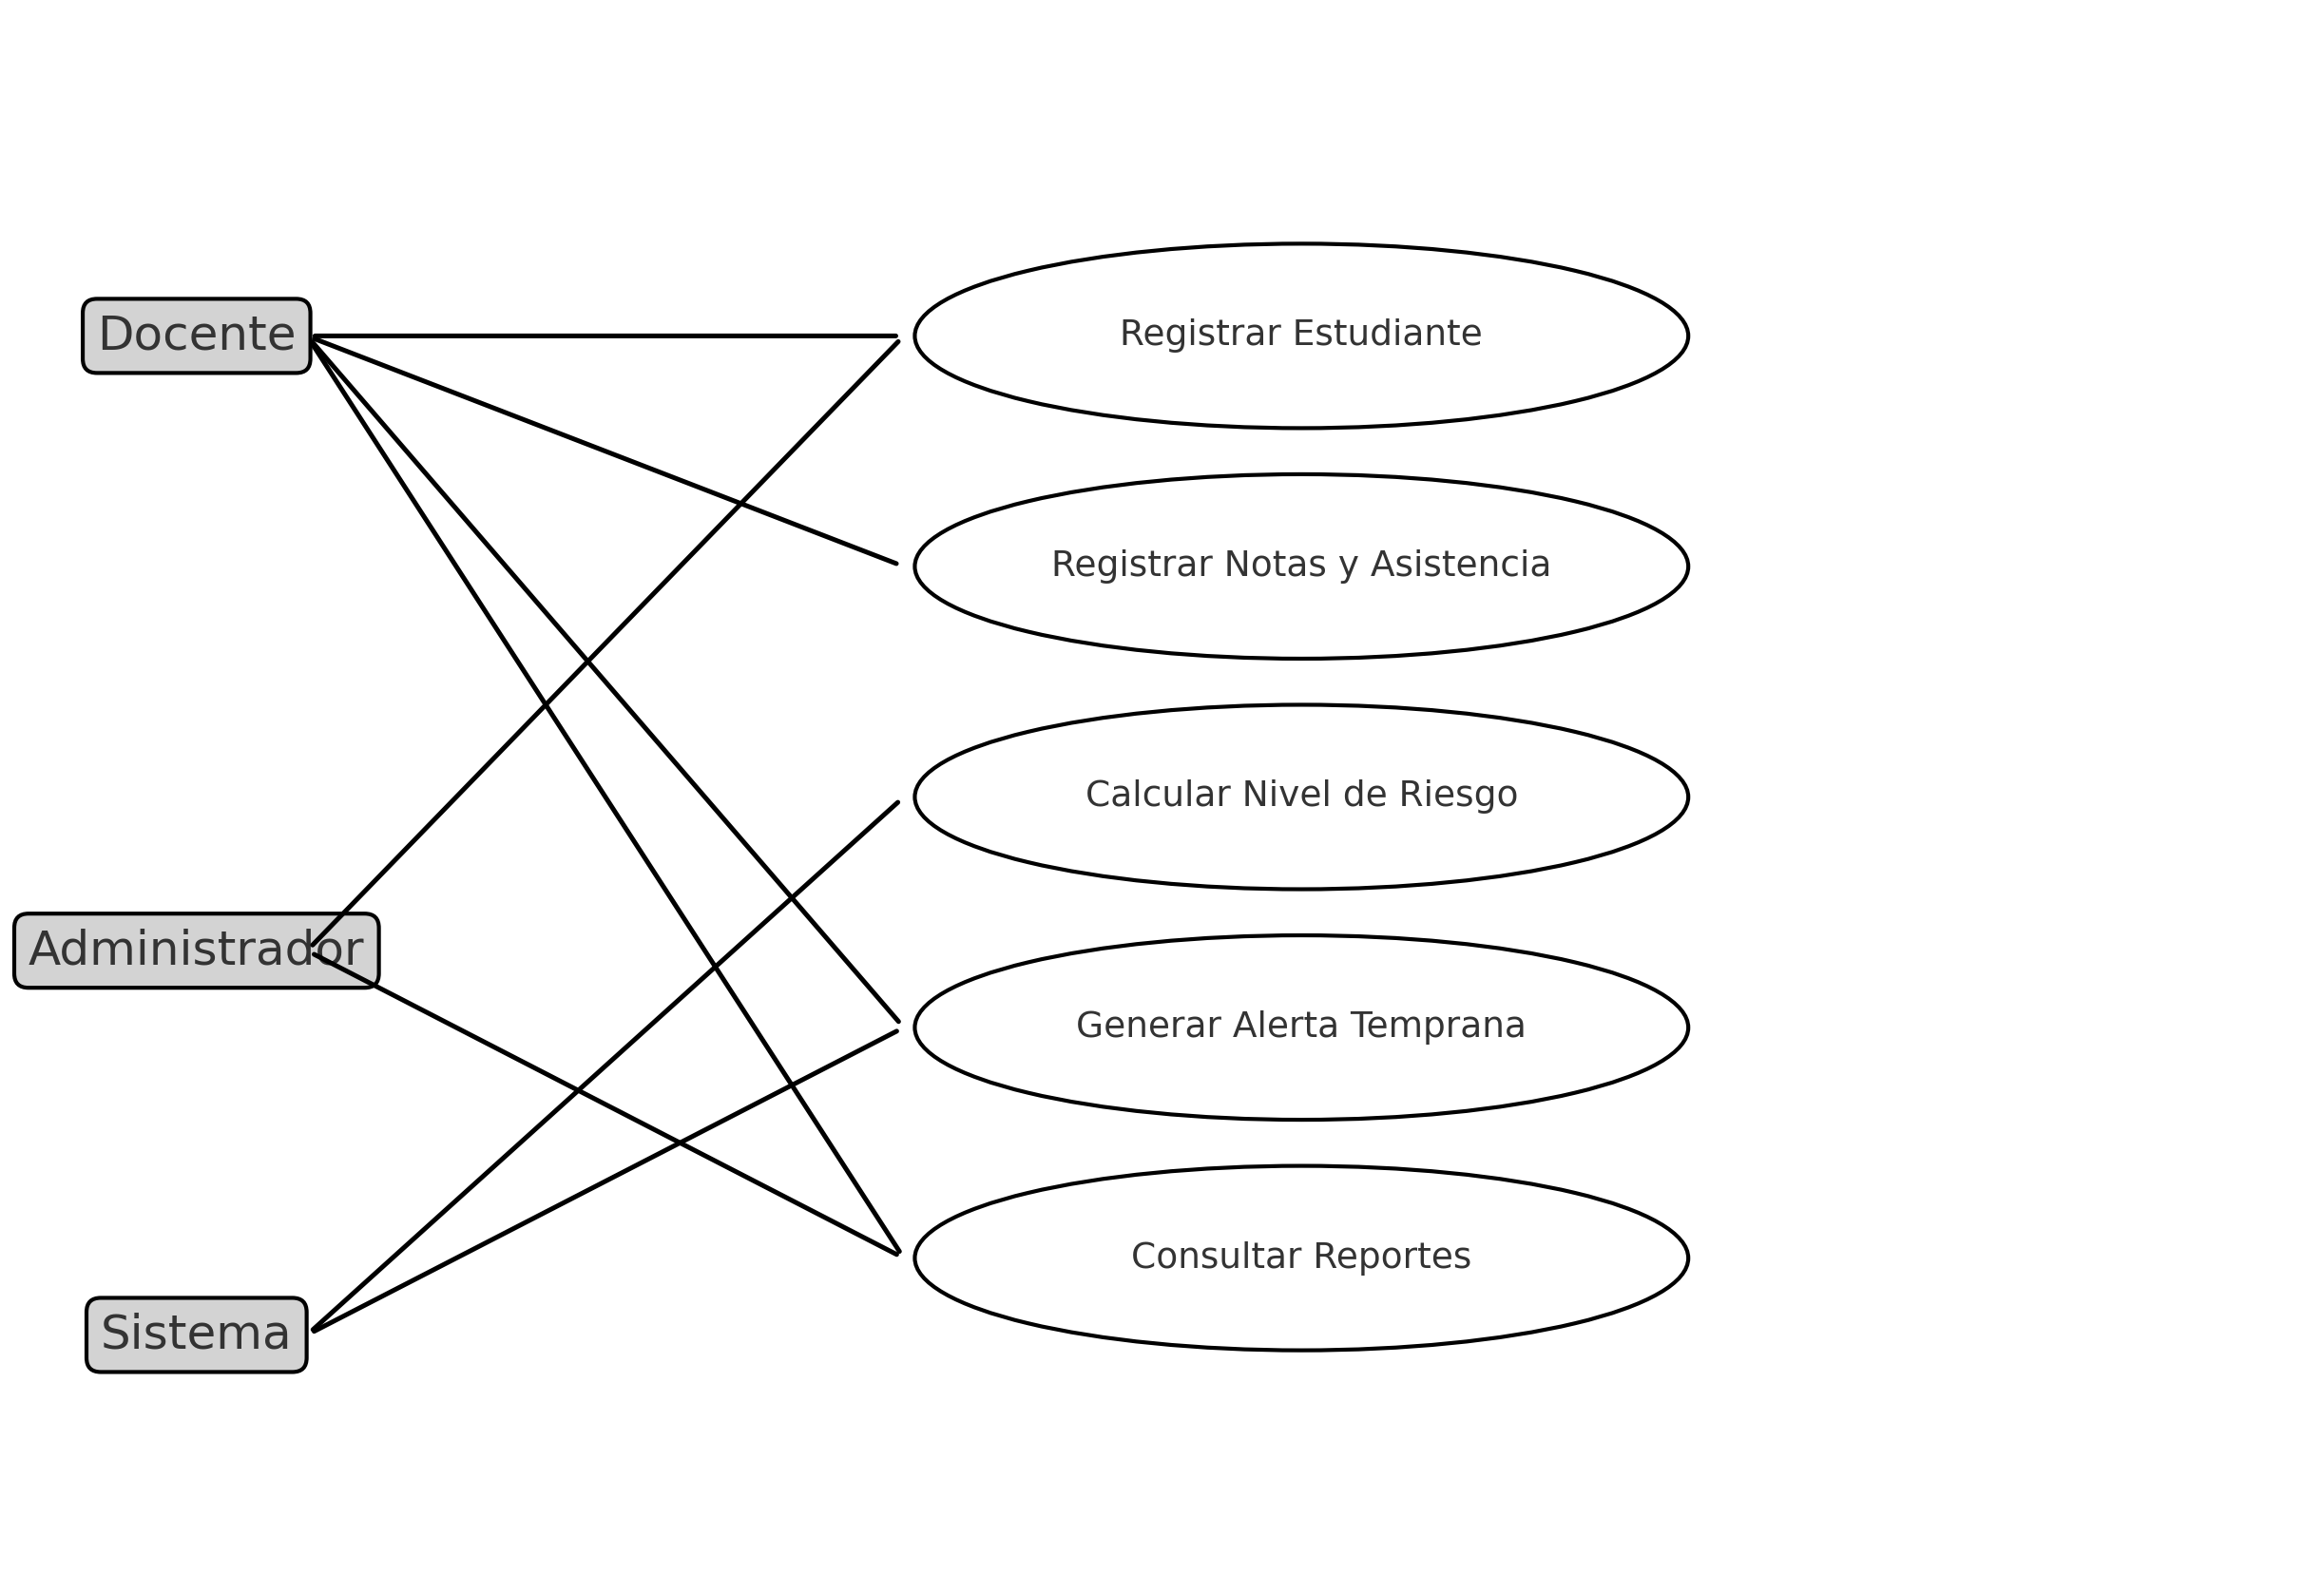 Docente
Registrar Estudiante
Registrar Notas y Asistencia
Calcular Nivel de Riesgo
Administrador
Generar Alerta Temprana
Consultar Reportes
Sistema